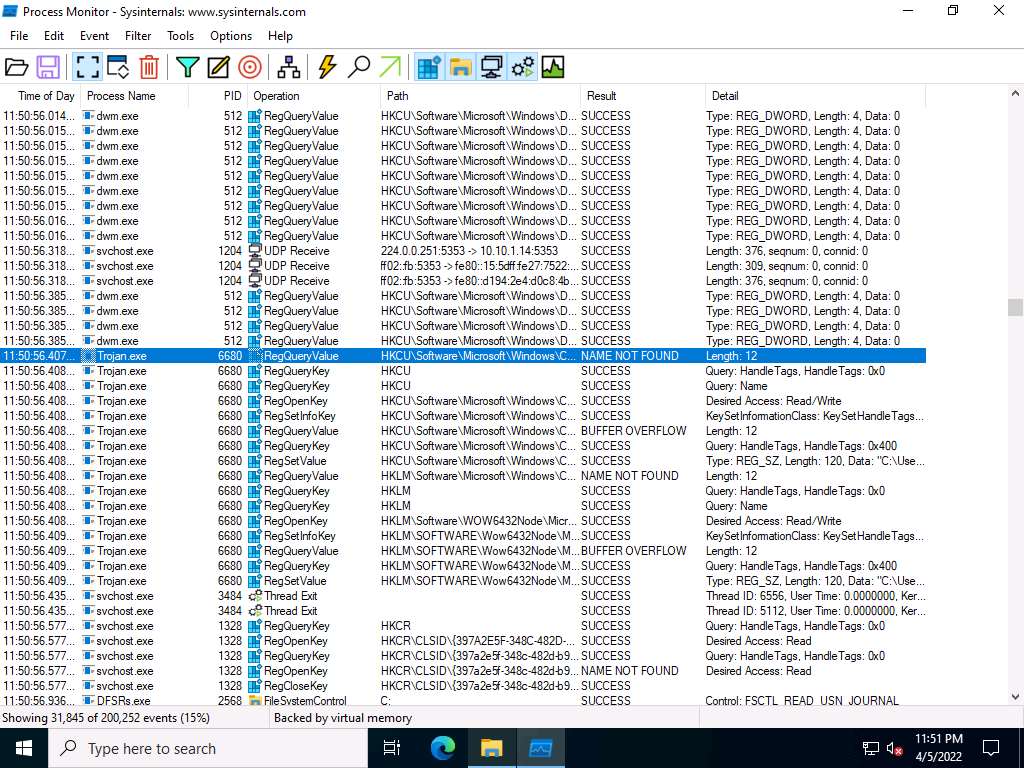 Process Monitor - Sysinternals: www.sysinternals.com
File Edit Event Filter Tools Options Help
Time of Day Process Name PID Operation Path Result Detail
11:50:56.014... dwm.exe 512 RegQueryValue HKCU\Software\Microsoft\Windows\D... SUCCESS Type: REG_DWORD, Length: 4, Data: 0
11:50:56.015... dwm.exe 512 RegQueryValue HKCU\Software\Microsoft\Windows\D... SUCCESS Type: REG_DWORD, Length: 4, Data: 0
11:50:56.015... dwm.exe 512 RegQueryValue HKCU\Software\Microsoft\Windows\D... SUCCESS Type: REG_DWORD, Length: 4, Data: 0
11:50:56.015... dwm.exe 512 RegQueryValue HKCU\Software\Microsoft\Windows\D... SUCCESS Type: REG_DWORD, Length: 4, Data: 0
11:50:56.015... dwm.exe 512 RegQueryValue HKCU\Software\Microsoft\Windows\D... SUCCESS Type: REG_DWORD, Length: 4, Data: 0
11:50:56.015... dwm.exe 512 RegQueryValue HKCU\Software\Microsoft\Windows\D... SUCCESS Type: REG_DWORD, Length: 4, Data: 0
11:50:56.015... dwm.exe 512 RegQueryValue HKCU\Software\Microsoft\Windows\D... SUCCESS Type: REG_DWORD, Length: 4, Data: 0
11:50:56.016... dwm.exe 512 RegQueryValue HKCU\Software\Microsoft\Windows\D... SUCCESS Type: REG_DWORD, Length: 4, Data: 0
11:50:56.016... dwm.exe 512 RegQueryValue HKCU\Software\Microsoft\Windows\D... SUCCESS Type: REG_DWORD, Length: 4, Data: 0
11:50:56.318... svchost.exe 1204 UDP Receive 224.0.0.251:5353 -> 10.10.1.14:5353 SUCCESS Length: 376, seqnum: 0, connid: 0
11:50:56.318... svchost.exe 1204 UDP Receive ff02::fb:5353 -> fe80::15:5dff:fe27:7522:... SUCCESS Length: 309, seqnum: 0, connid: 0
11:50:56.318... svchost.exe 1204 UDP Receive ff02::fb:5353 -> fe80::d194:2e4:d0c8:4b... SUCCESS Length: 376, seqnum: 0, connid: 0
11:50:56.385... dwm.exe 512 RegQueryValue HKCU\Software\Microsoft\Windows\D... SUCCESS Type: REG_DWORD, Length: 4, Data: 0
11:50:56.385... dwm.exe 512 RegQueryValue HKCU\Software\Microsoft\Windows\D... SUCCESS Type: REG_DWORD, Length: 4, Data: 0
11:50:56.385... dwm.exe 512 RegQueryValue HKCU\Software\Microsoft\Windows\D... SUCCESS Type: REG_DWORD, Length: 4, Data: 0
11:50:56.385... dwm.exe 512 RegQueryValue HKCU\Software\Microsoft\Windows\D... SUCCESS Type: REG_DWORD, Length: 4, Data: 0
11:50:56.407... Trojan.exe 6680 RegQueryValue HKCU\Software\Microsoft\Windows\C... NAME NOT FOUND Length: 12
11:50:56.408... Trojan.exe 6680 RegQueryKey HKCU SUCCESS Query: HandleTags, HandleTags: 0x0
11:50:56.408... Trojan.exe 6680 RegQueryKey HKCU SUCCESS Query: Name
11:50:56.408... Trojan.exe 6680 RegOpenKey HKCU\Software\Microsoft\Windows\C... SUCCESS Desired Access: Read/Write
11:50:56.408... Trojan.exe 6680 RegSetInfoKey HKCU\Software\Microsoft\Windows\C... SUCCESS KeySetInformationClass: KeySetHandleTags...
11:50:56.408... Trojan.exe 6680 RegQueryValue HKCU\Software\Microsoft\Windows\C... BUFFER OVERFLOW Length: 12
11:50:56.408... Trojan.exe 6680 RegQueryKey HKCU\Software\Microsoft\Windows\C... SUCCESS Query: HandleTags, HandleTags: 0x400
11:50:56.408... Trojan.exe 6680 RegSetValue HKCU\Software\Microsoft\Windows\C... SUCCESS Type: REG_SZ, Length: 120, Data: "C:\Use...
11:50:56.408... Trojan.exe 6680 RegQueryValue HKCU\Software\Microsoft\Windows\C... NAME NOT FOUND Length: 12
11:50:56.408... Trojan.exe 6680 RegQueryKey HKLM SUCCESS Query: HandleTags, HandleTags: 0x0
11:50:56.408... Trojan.exe 6680 RegQueryKey HKLM SUCCESS Query: Name
11:50:56.408... Trojan.exe 6680 RegOpenKey HKLM\Software\WOW6432Node\Micr... SUCCESS Desired Access: Read/Write
11:50:56.409... Trojan.exe 6680 RegSetInfoKey HKLM\SOFTWARE\Wow6432Node\M... SUCCESS KeySetInformationClass: KeySetHandleTags...
11:50:56.409... Trojan.exe 6680 RegQueryValue HKLM\SOFTWARE\Wow6432Node\M... BUFFER OVERFLOW Length: 12
11:50:56.409... Trojan.exe 6680 RegQueryKey HKLM\SOFTWARE\Wow6432Node\M... SUCCESS Query: HandleTags, HandleTags: 0x400
11:50:56.409... Trojan.exe 6680 RegSetValue HKLM\SOFTWARE\Wow6432Node\M... SUCCESS Type: REG_SZ, Length: 120, Data: "C:\Use...
11:50:56.435... svchost.exe 3484 Thread Exit SUCCESS Thread ID: 6556, User Time: 0.0000000, Ker...
11:50:56.435... svchost.exe 3484 Thread Exit SUCCESS Thread ID: 5112, User Time: 0.0000000, Ker...
11:50:56.577... svchost.exe 1328 RegQueryKey HKCR SUCCESS Query: HandleTags, HandleTags: 0x0
11:50:56.577... svchost.exe 1328 RegOpenKey HKCR\CLSID\{397A2E5F-348C-482D-... SUCCESS Desired Access: Read
11:50:56.577... svchost.exe 1328 RegQueryKey HKCR\CLSID\{397a2e5f-348c-482d-b9... SUCCESS Query: HandleTags, HandleTags: 0x0
11:50:56.577... svchost.exe 1328 RegOpenKey HKCR\CLSID\{397a2e5f-348c-482d-b9... NAME NOT FOUND Desired Access: Read
11:50:56.577... svchost.exe 1328 RegCloseKey HKCR\CLSID\{397a2e5f-348c-482d-b9... SUCCESS
11:50:56.936... DFSRs.exe 2568 FileSystemControl C: SUCCESS Control: FSCTL_READ_USN_JOURNAL
Showing 31,845 of 200,252 events (15%) Backed by virtual memory
Type here to search
11:51 PM
4/5/2022